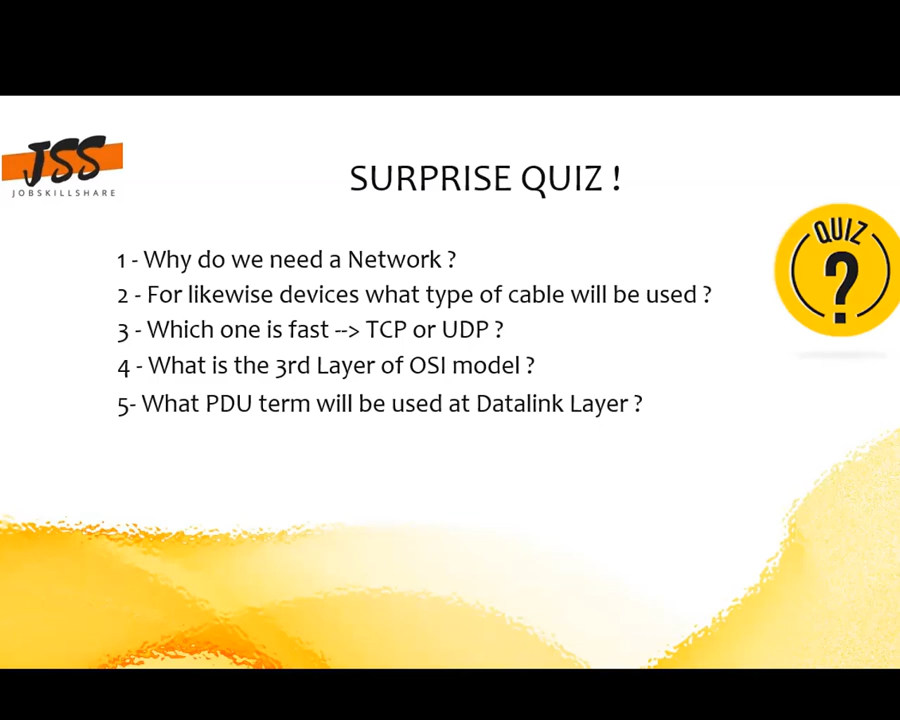 JSS
JOBSKILLSHARE
SURPRISE QUIZ !
QUIZ
?
1 - Why do we need a Network ?
2 - For likewise devices what type of cable will be used ?
3 - Which one is fast --> TCP or UDP ?
4 - What is the 3rd Layer of OSI model ?
5- What PDU term will be used at Datalink Layer ?